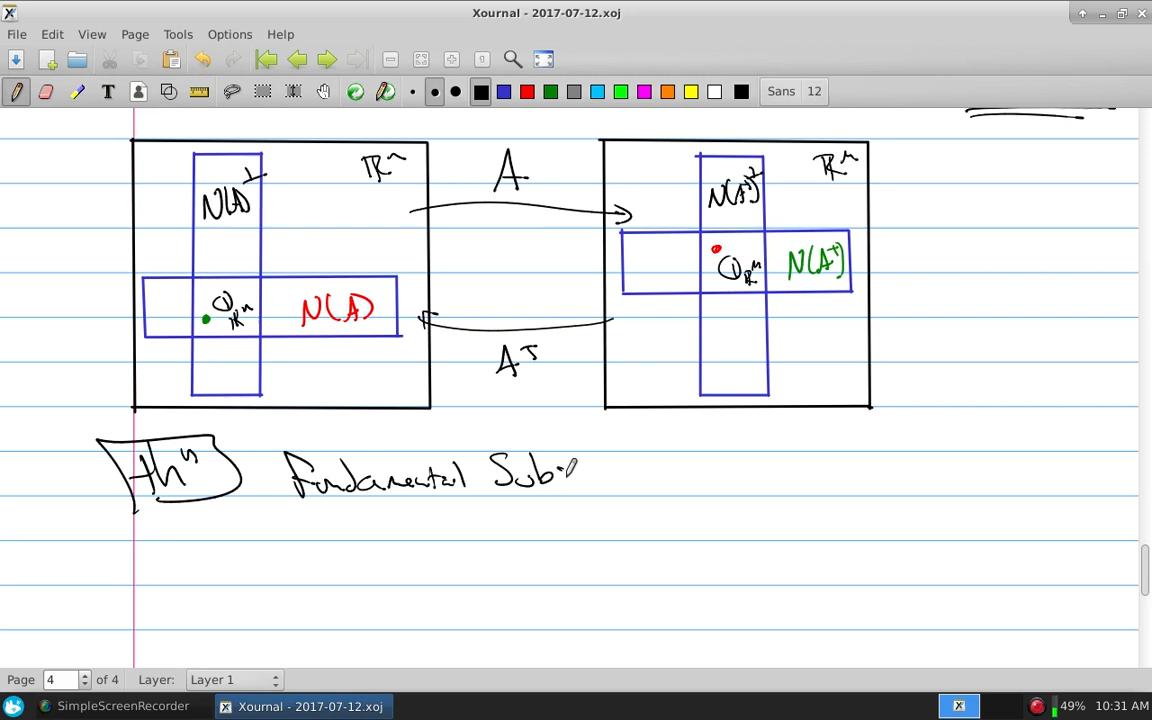 Xournal - 2017-07-12.xoj
File Edit View Page Tools Options Help
Sans 12
N(A)⊥ ℝⁿ A N(Aᵀ)⊥ ℝᵐ
0ℝⁿ N(A) 0ℝᵐ N(Aᵀ)
Aᵀ
Thⁿ Fundamental Sub
Page 4 of 4 Layer: Layer 1
SimpleScreenRecorder Xournal - 2017-07-12.xoj 49% 10:31 AM